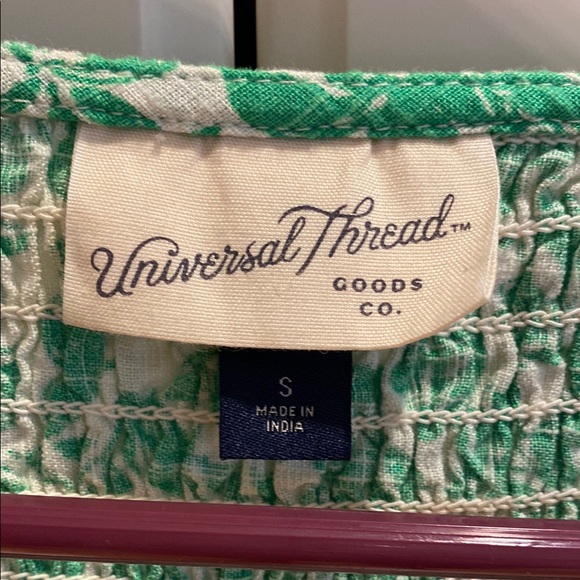 Universal Thread™
GOODS
CO.
S
MADE IN
INDIA